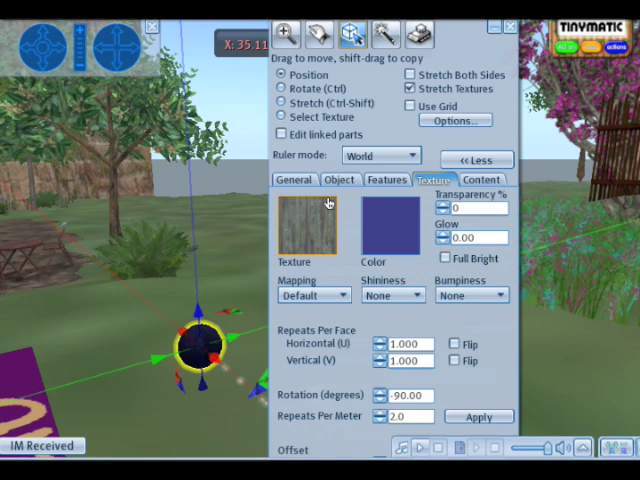 X: 35.11
TINYMATIC
actions
Drag to move, shift-drag to copy
Position
Rotate (Ctrl)
Stretch (Ctrl-Shift)
Select Texture
Edit linked parts
Stretch Both Sides
Stretch Textures
Use Grid
Options...
Ruler mode:
World
<< Less
General
Object
Features
Texture
Content
Texture
Color
Transparency %
0
Glow
0.00
Full Bright
Mapping
Shininess
Bumpiness
Default
None
None
Repeats Per Face
Horizontal (U)
1.000
Flip
Vertical (V)
1.000
Flip
Rotation (degrees)
-90.00
Repeats Per Meter
2.0
Apply
Offset
IM Received